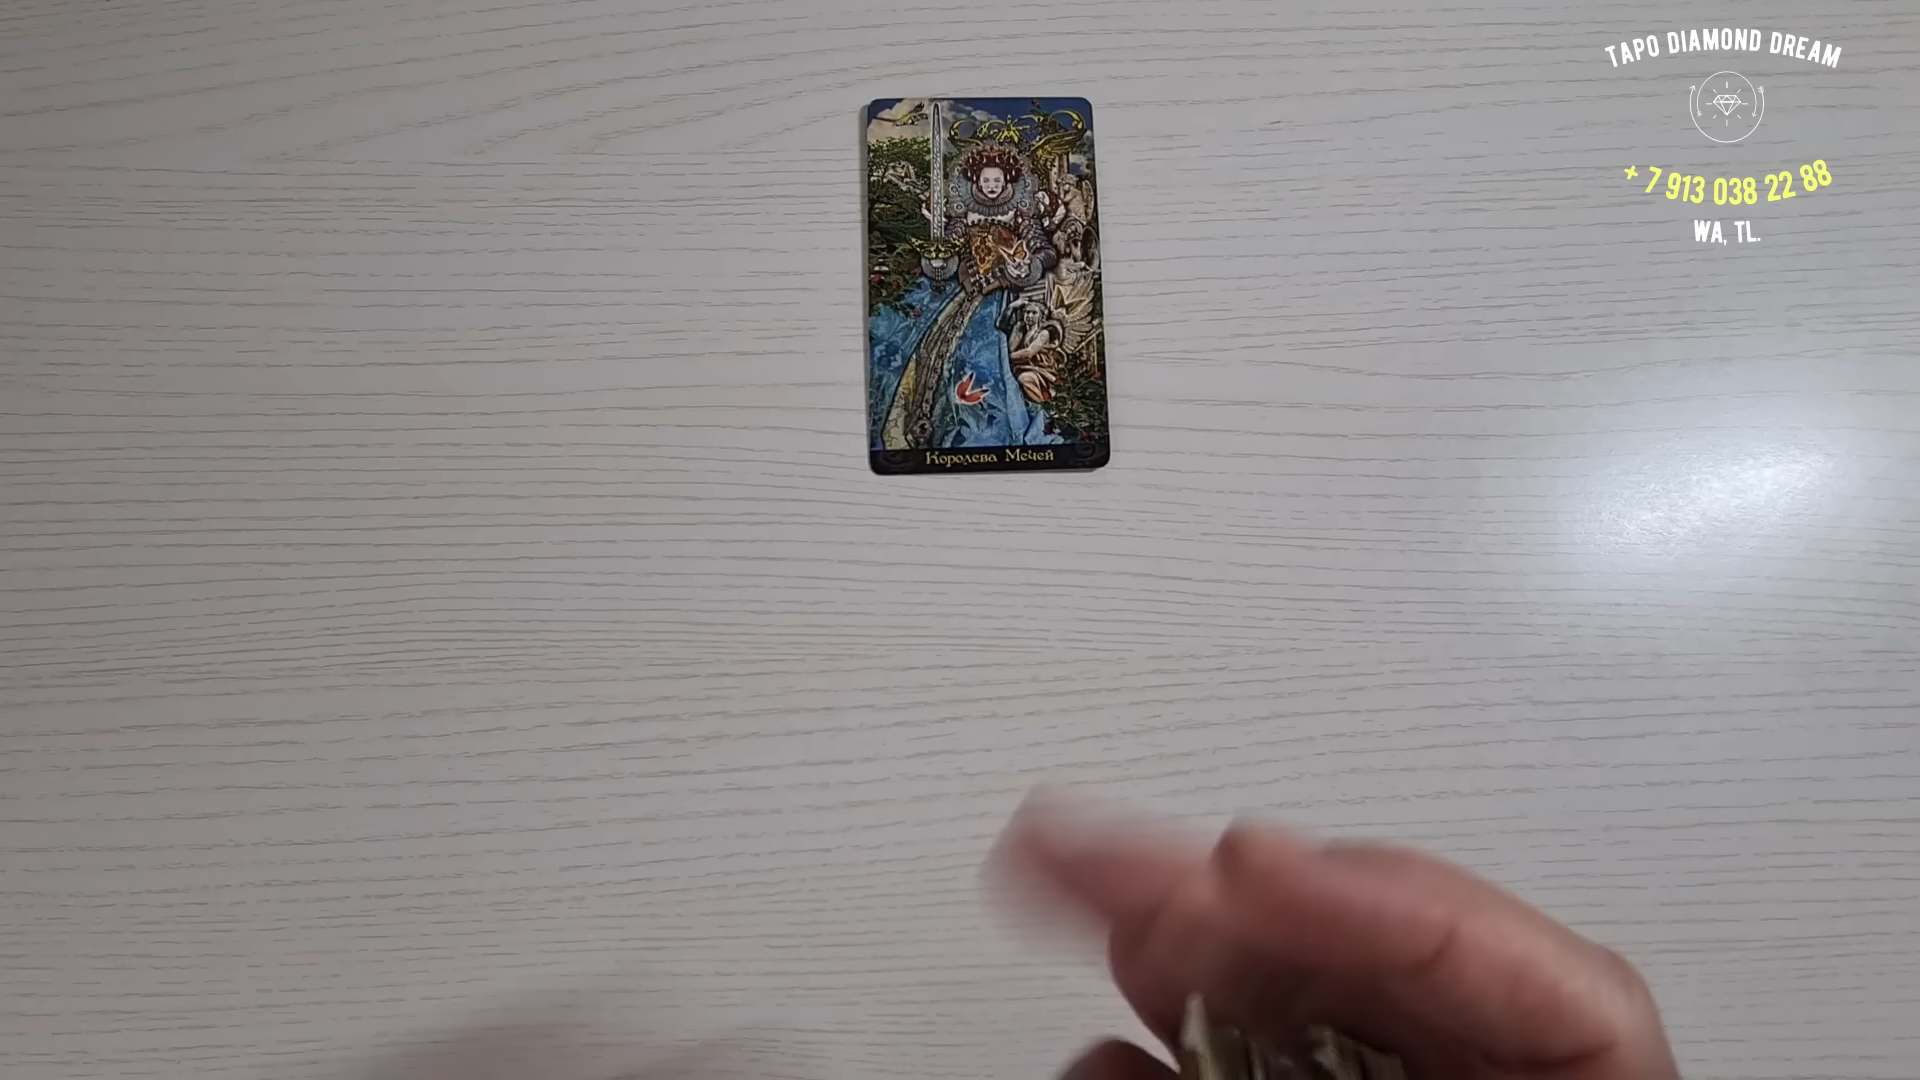 ТАРО DIAMOND DREAM
+ 7 913 038 22 88
WA, TL.
Королева Мечей